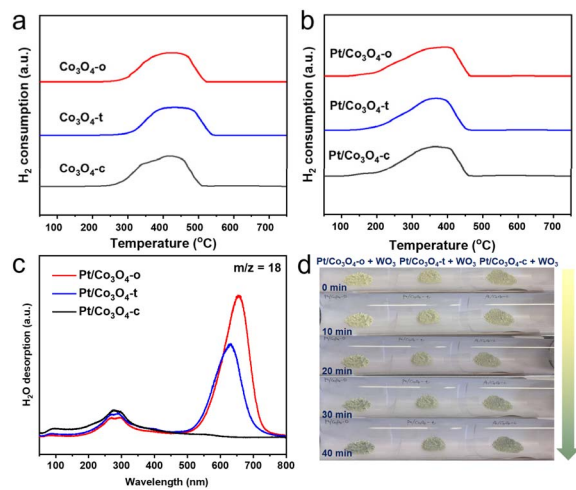 a
H₂ consumption (a.u.)
Co₃O₄-o
Co₃O₄-t
Co₃O₄-c
100 200 300 400 500 600 700
Temperature (°C)
b
H₂ consumption (a.u.)
Pt/Co₃O₄-o
Pt/Co₃O₄-t
Pt/Co₃O₄-c
100 200 300 400 500 600 700
Temperature (°C)
c
H₂O desorption (a.u.)
Pt/Co₃O₄-o
Pt/Co₃O₄-t
Pt/Co₃O₄-c
m/z = 18
100 200 300 400 500 600 700 800
Wavelength (nm)
d
Pt/Co₃O₄-o + WO₃ Pt/Co₃O₄-t + WO₃ Pt/Co₃O₄-c + WO₃
0 min
10 min
20 min
30 min
40 min